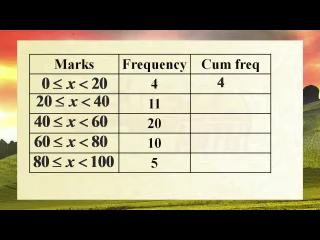 Marks Frequency Cum freq
0 ≤ x < 20 4 4
20 ≤ x < 40 11
40 ≤ x < 60 20
60 ≤ x < 80 10
80 ≤ x < 100 5